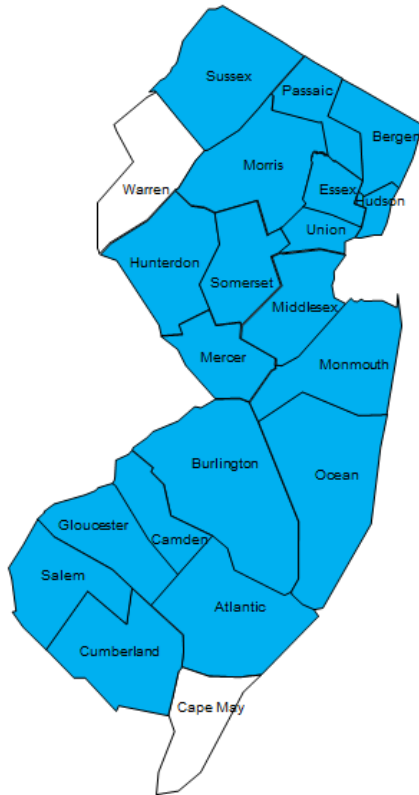 Sussex
Passaic
Bergen
Morris
Essex
Hudson
Warren
Union
Hunterdon
Somerset
Middlesex
Mercer
Monmouth
Burlington
Ocean
Gloucester
Camden
Salem
Atlantic
Cumberland
Cape May